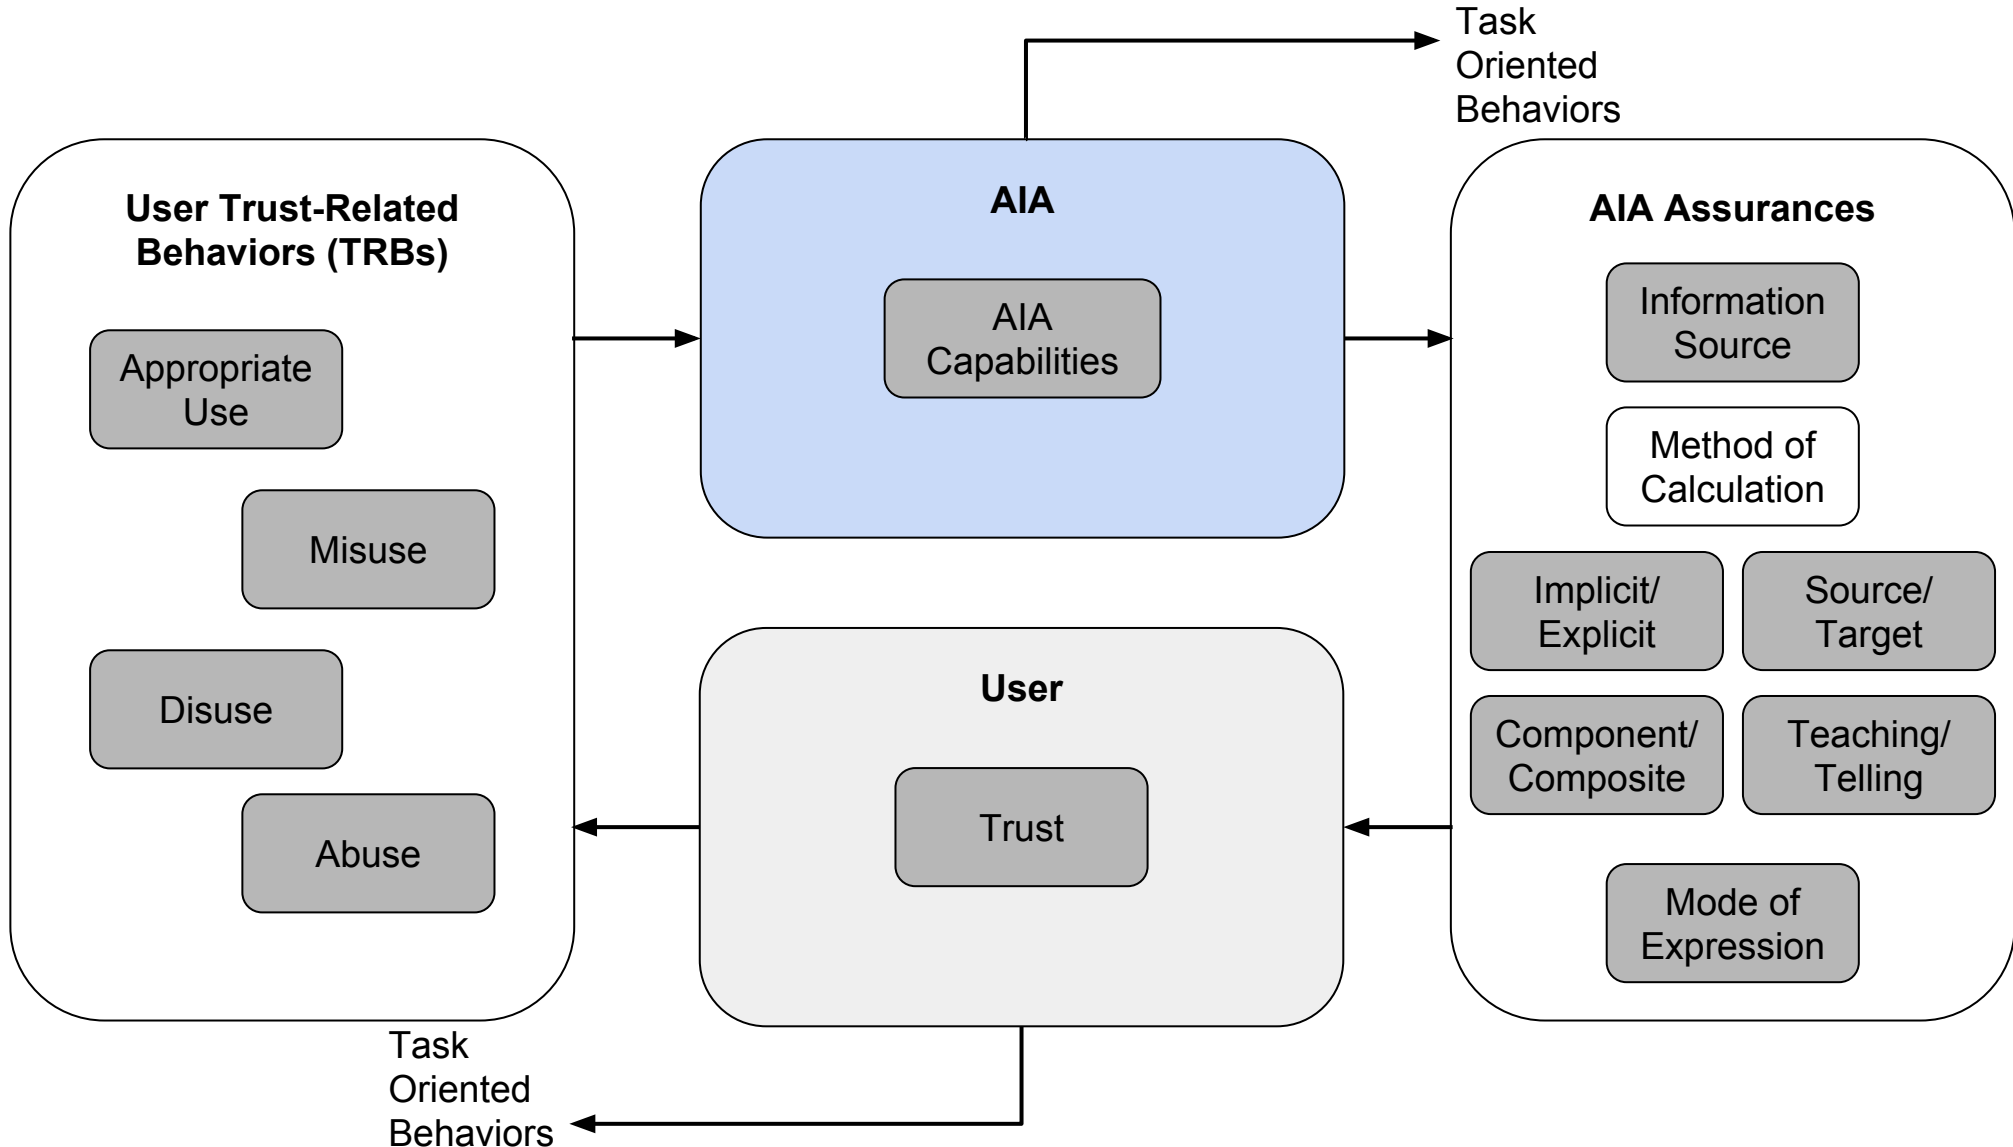 Task
Oriented
Behaviors
User Trust-Related
Behaviors (TRBs)
Appropriate
Use
Misuse
Disuse
Abuse
AIA
AIA
Capabilities
User
Trust
AIA Assurances
Information
Source
Method of
Calculation
Implicit/
Explicit
Source/
Target
Component/
Composite
Teaching/
Telling
Mode of
Expression
Task
Oriented
Behaviors